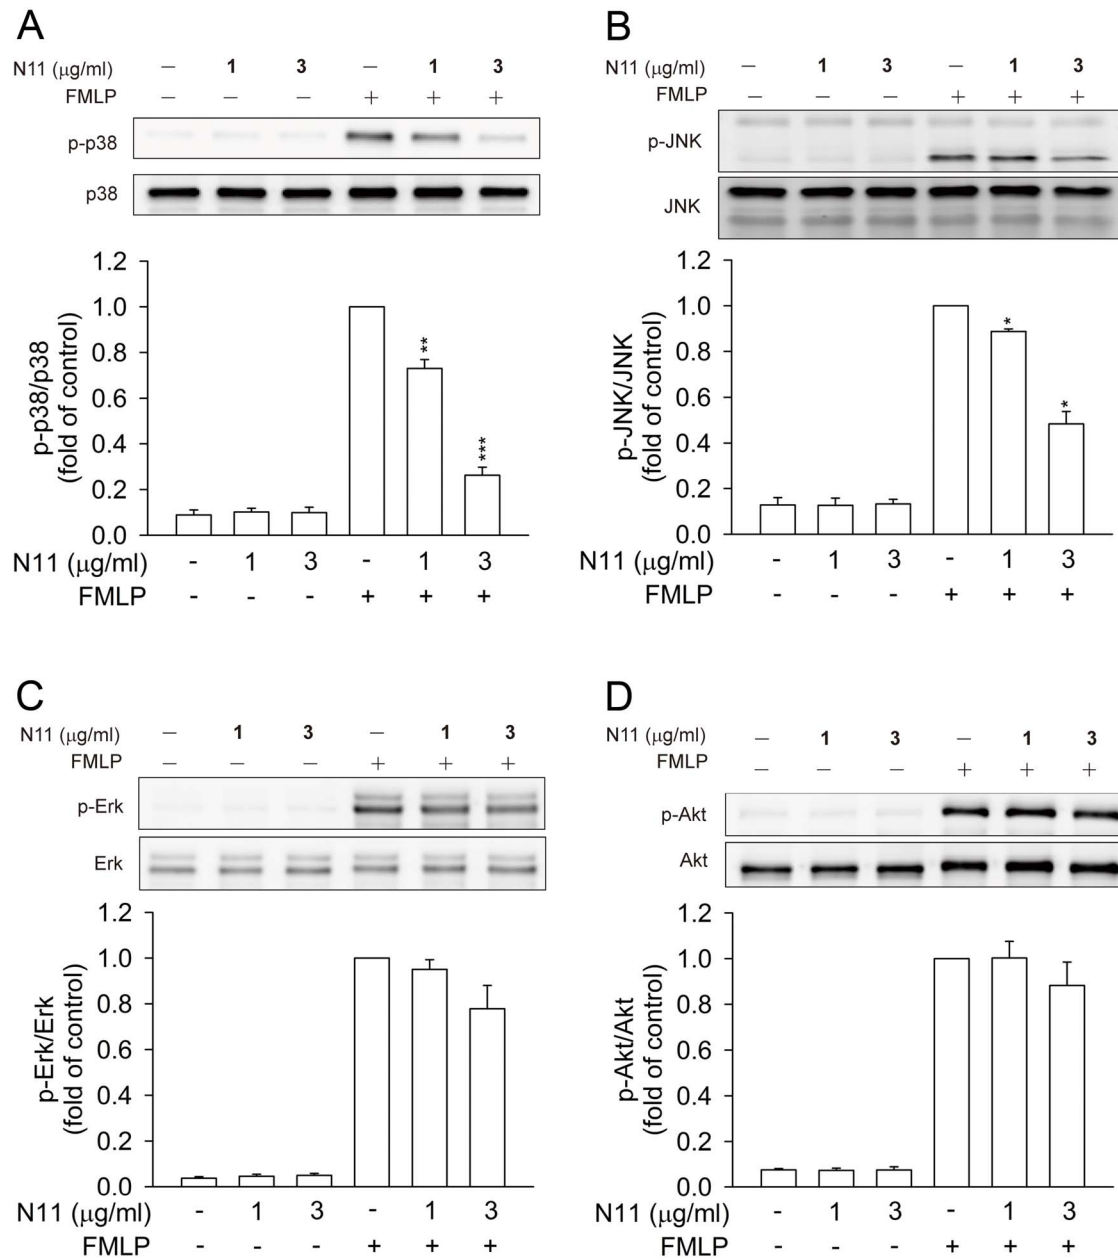 A
N11 (μg/ml) – 1 3 – 1 3
FMLP – – – + + +
p-p38
p38
1.2
1.0
0.8
0.6
0.4
0.2
0.0
p-p38/p38
(fold of control)
**
***
N11 (μg/ml) - 1 3 - 1 3
FMLP - - - + + +
B
N11 (μg/ml) – 1 3 – 1 3
FMLP – – – + + +
p-JNK
JNK
1.2
1.0
0.8
0.6
0.4
0.2
0.0
p-JNK/JNK
(fold of control)
*
*
N11 (μg/ml) - 1 3 - 1 3
FMLP - - - + + +
C
N11 (μg/ml) – 1 3 – 1 3
FMLP – – – + + +
p-Erk
Erk
1.2
1.0
0.8
0.6
0.4
0.2
0.0
p-Erk/Erk
(fold of control)
N11 (μg/ml) - 1 3 - 1 3
FMLP - - - + + +
D
N11 (μg/ml) – 1 3 – 1 3
FMLP – – – + + +
p-Akt
Akt
1.2
1.0
0.8
0.6
0.4
0.2
0.0
p-Akt/Akt
(fold of control)
N11 (μg/ml) - 1 3 - 1 3
FMLP - - - + + +